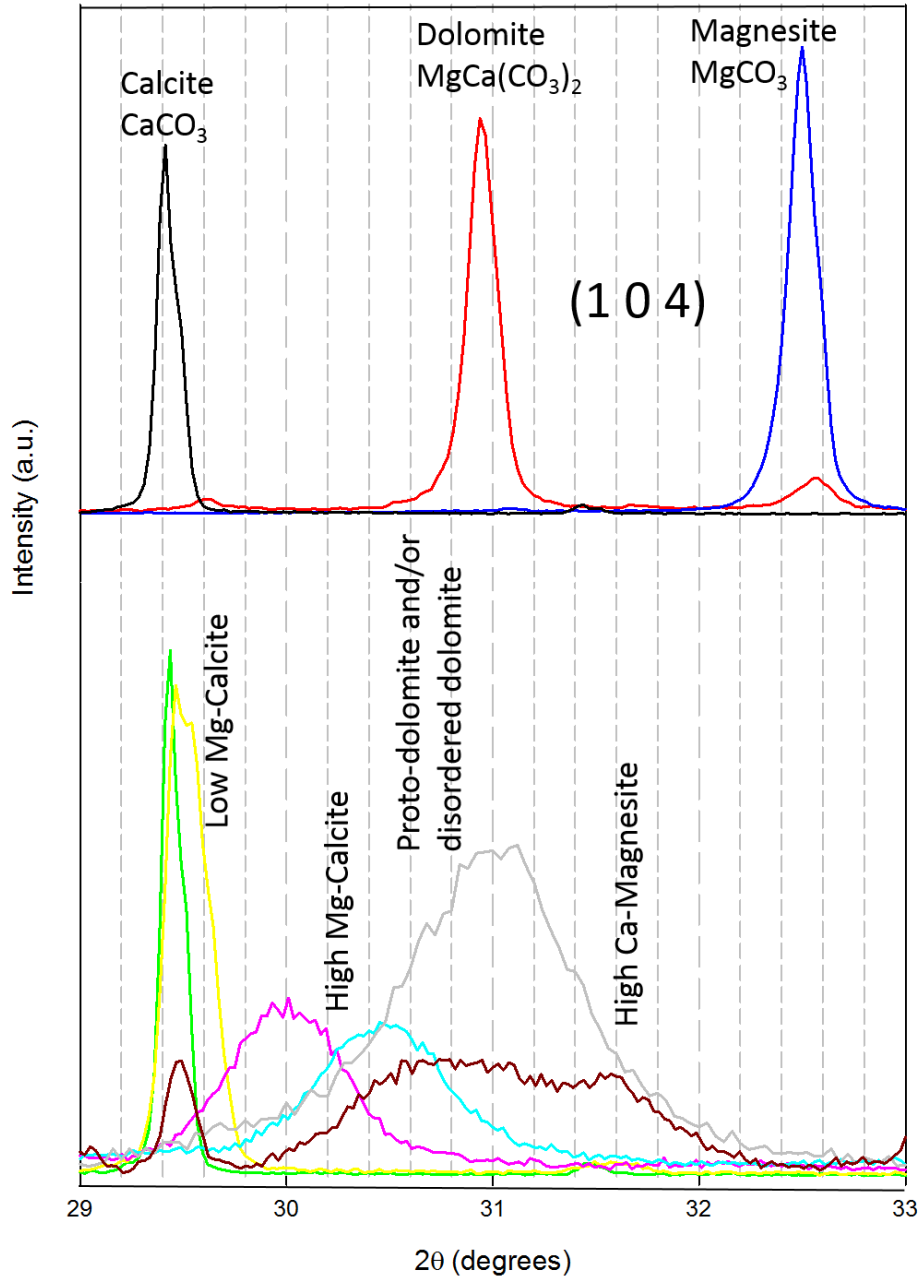 Calcite
CaCO₃
Dolomite
MgCa(CO₃)₂
Magnesite
MgCO₃
(1 0 4)
Intensity (a.u.)
Low Mg-Calcite
High Mg-Calcite
Proto-dolomite and/or
disordered dolomite
High Ca-Magnesite
29 30 31 32 33
2θ (degrees)